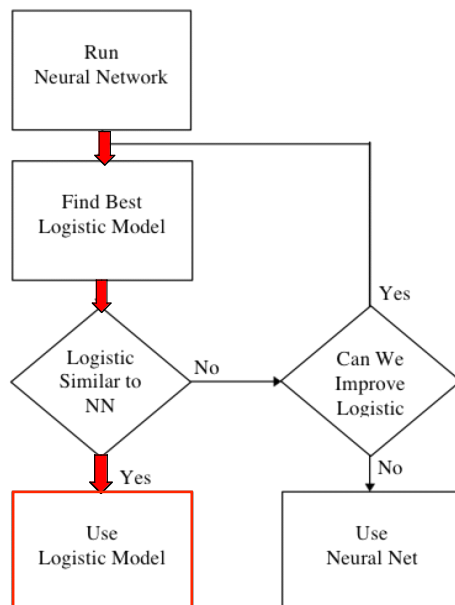 Run
Neural Network
Find Best
Logistic Model
Yes
Logistic
Similar to
NN
No
Can We
Improve
Logistic
Yes
No
Use
Logistic Model
Use
Neural Net